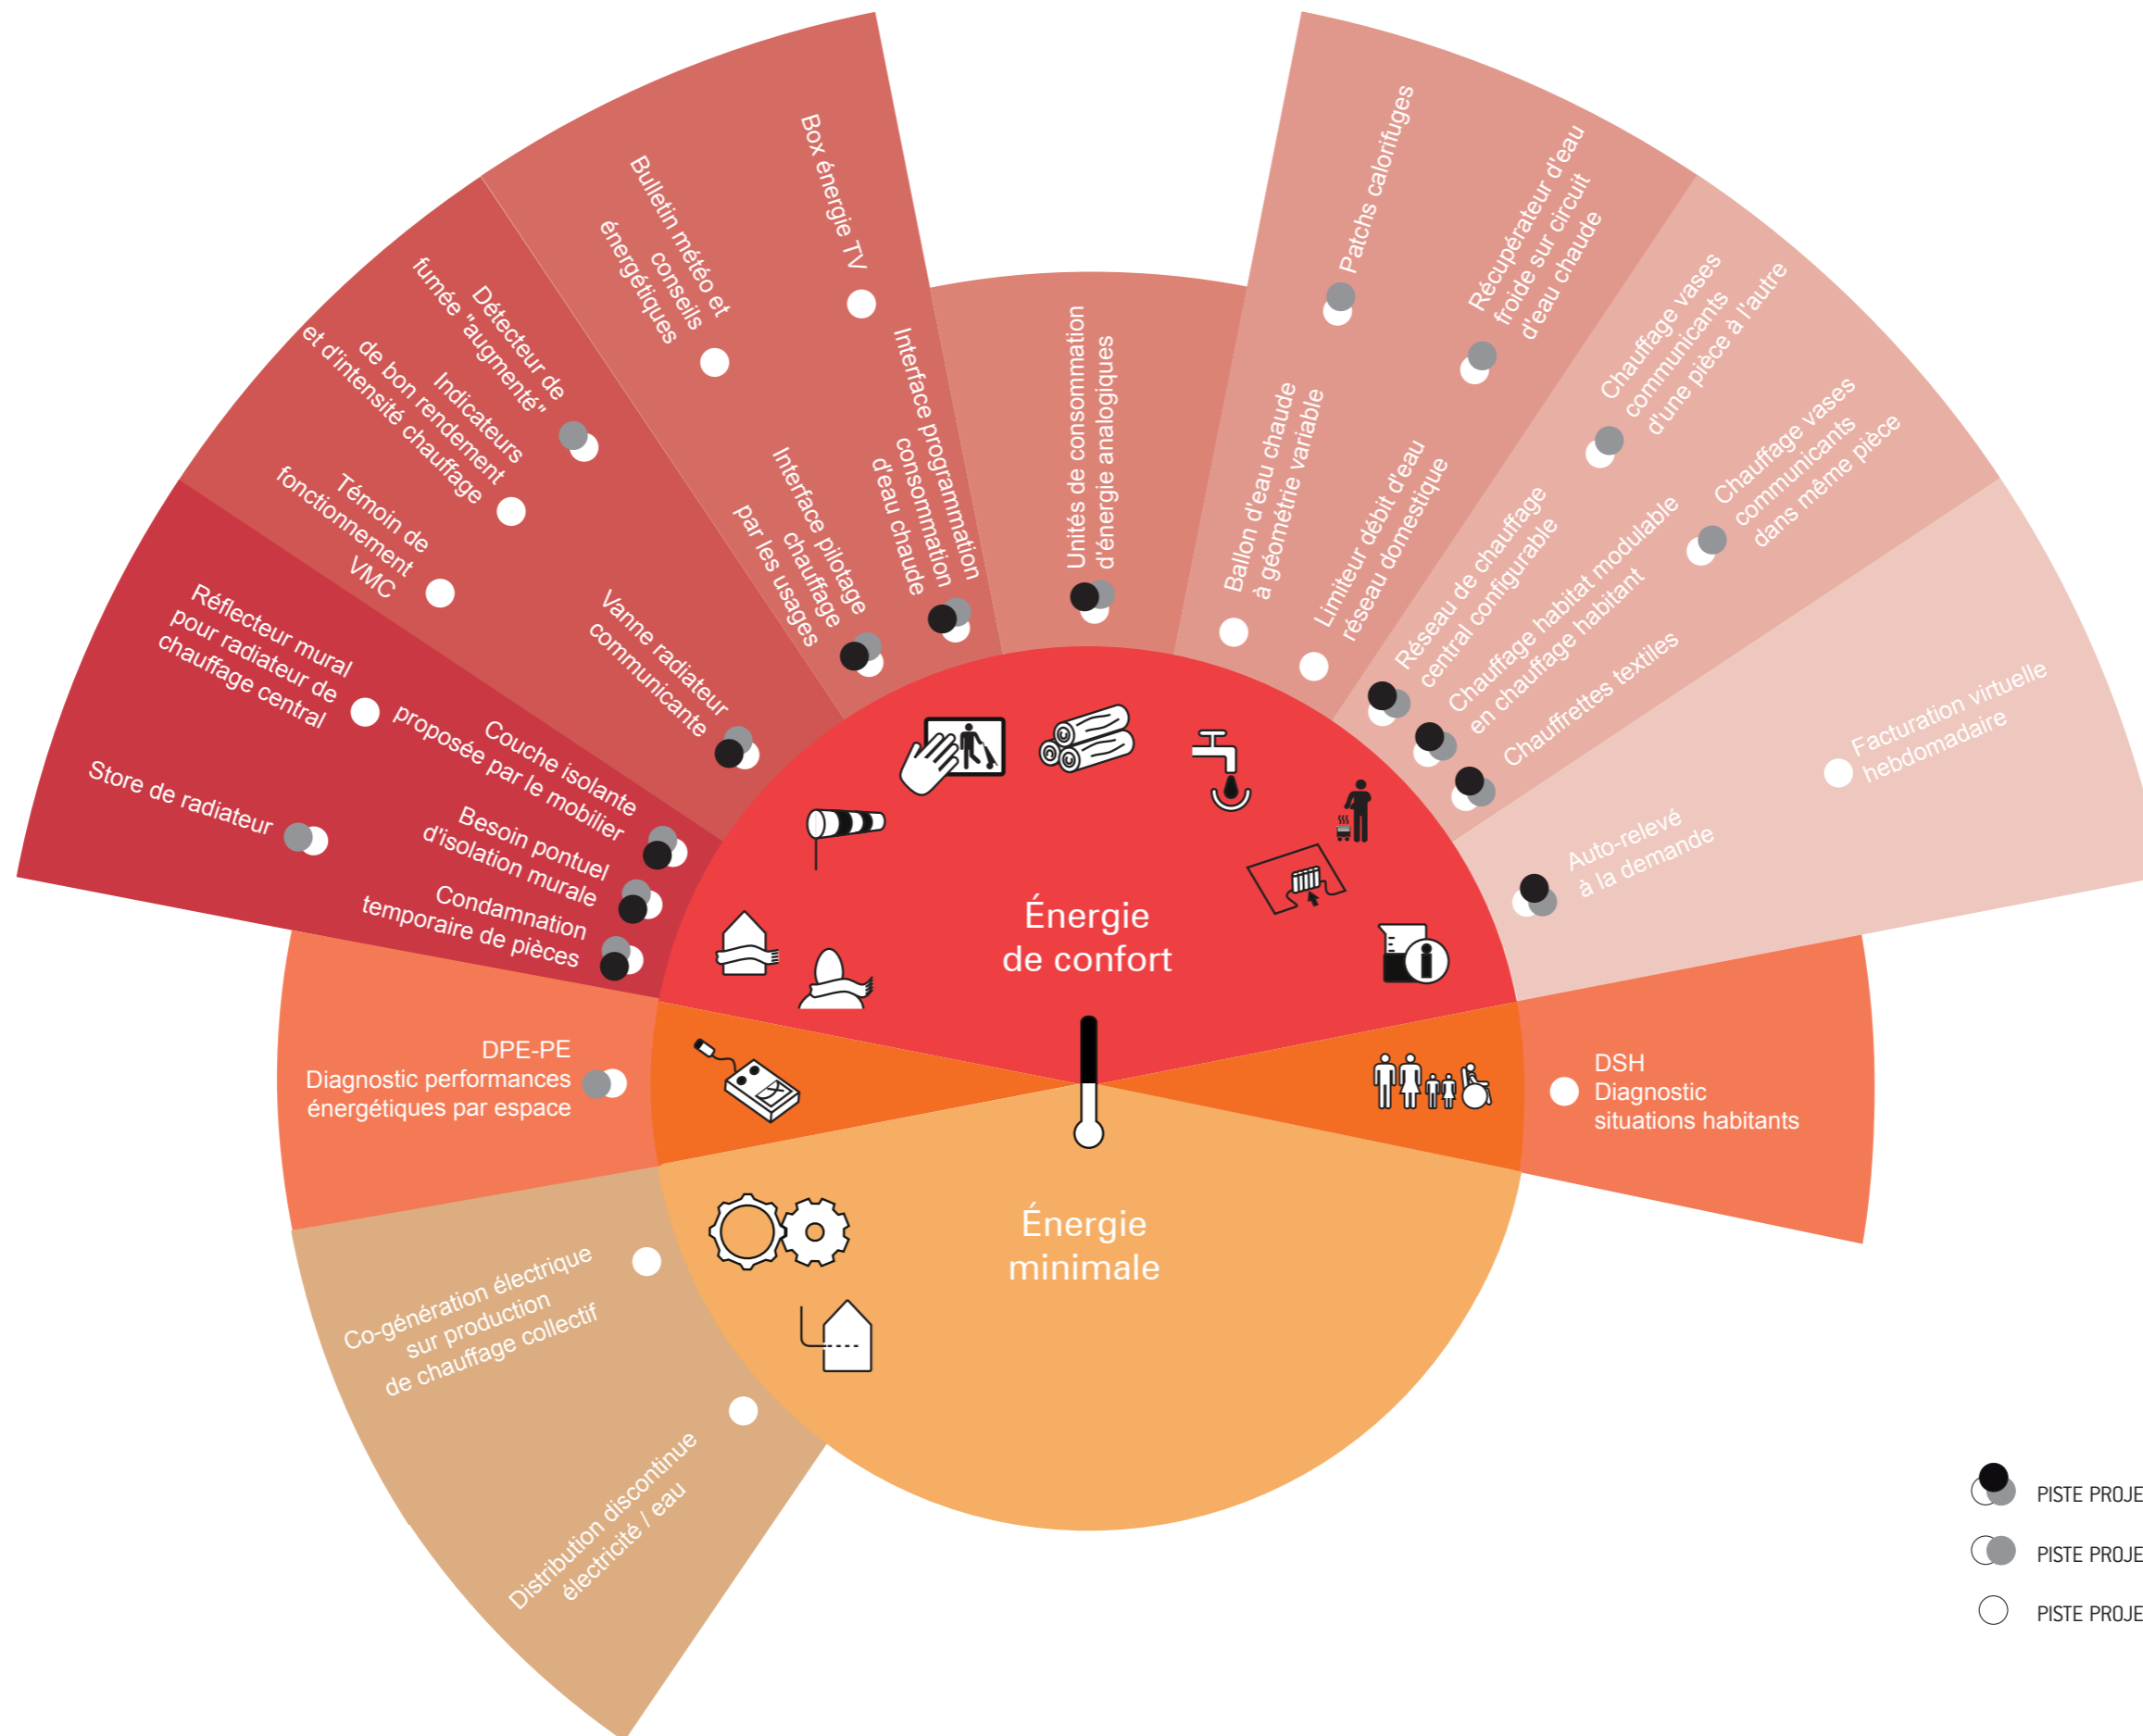 Box énergie TV
Bulletin météo et
conseils
énergétiques
Interface programmation
consommation
d'eau chaude
Interface pilotage
chauffage
par les usages
Détecteur de
fumée "augmenté"
Indicateurs
de bon rendement
et d'intensité chauffage
Témoin de
fonctionnement
VMC
Vanne radiateur
communicante
Réflecteur mural
pour radiateur de
chauffage central
Couche isolante
proposée par le mobilier
Store de radiateur
Besoin pontuel
d'isolation murale
Condamnation
temporaire de pièces
Unités de consommation
d'énergie analogiques
Patchs calorifuges
Récupérateur d'eau
froide sur circuit
d'eau chaude
Ballon d'eau chaude
à géométrie variable
Limiteur débit d'eau
réseau domestique
Chauffage vases
communicants
d'une pièce à l'autre
Chauffage vases
communicants
dans même pièce
Réseau de chauffage
central configurable
Chauffage habitat modulable
en chauffage habitant
Chauffrettes textiles
Facturation virtuelle
hebdomadaire
Auto-relevé
à la demande
Énergie
de confort
DPE-PE
Diagnostic performances
énergétiques par espace
DSH
Diagnostic
situations habitants
Énergie
minimale
Co-génération électrique
sur production
de chauffage collectif
Distribution discontinue
électricité / eau
PISTE PROJE
PISTE PROJE
PISTE PROJE